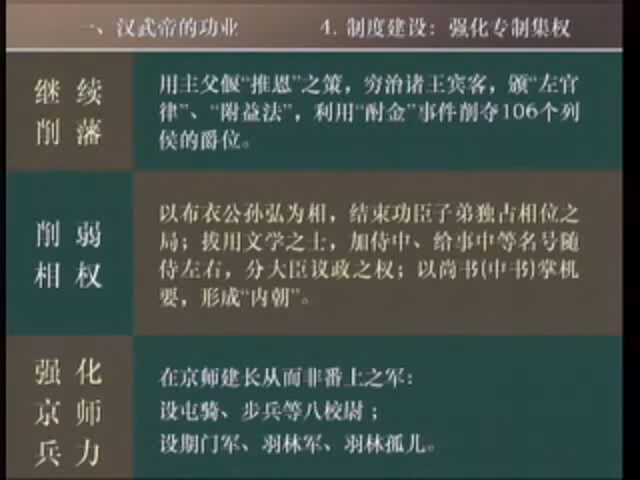 一、汉武帝的功业 4. 制度建设：强化专制集权
继 续
削 藩
用主父偃“推恩”之策，穷治诸王宾客，颁“左官
律”、“附益法”，利用“酎金”事件削夺106个列
侯的爵位。
削 弱
相 权
以布衣公孙弘为相，结束功臣子弟独占相位之
局；拔用文学之士，加侍中、给事中等名号随
侍左右，分大臣议政之权；以尚书(中书)掌机
要，形成“内朝”。
强 化
京 师
兵 力
在京师建长从而非番上之军：
设屯骑、步兵等八校尉；
设期门军、羽林军、羽林孤儿。